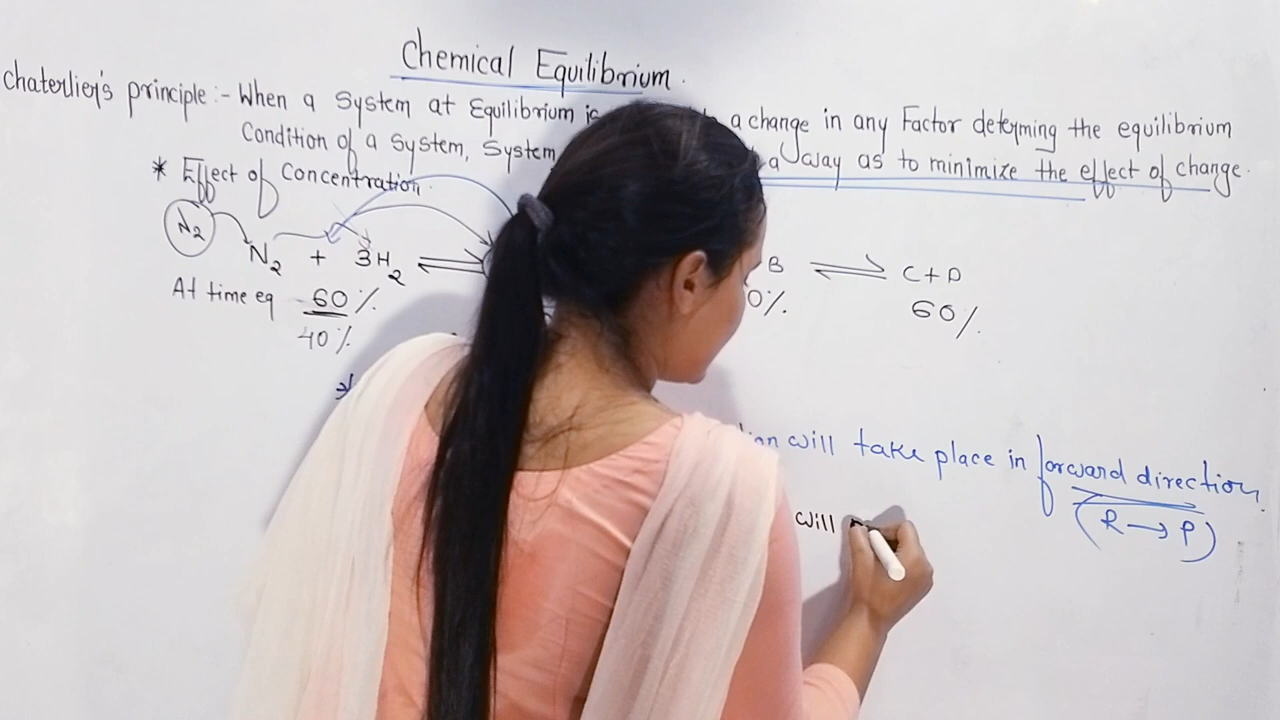 Chemical Equilibrium.
Chaterlier's principle :- When a System at Equilibrium is a change in any Factor determing the equilibrium
Condition of a System, System a way as to minimize the effect of change.
* Effect of Concentration.
N2 N2 + 3H2 ⇌ B ⇌ C+D
At time eq 60% 0% 60%
40%
will take place in forward direction
(R → P)
will